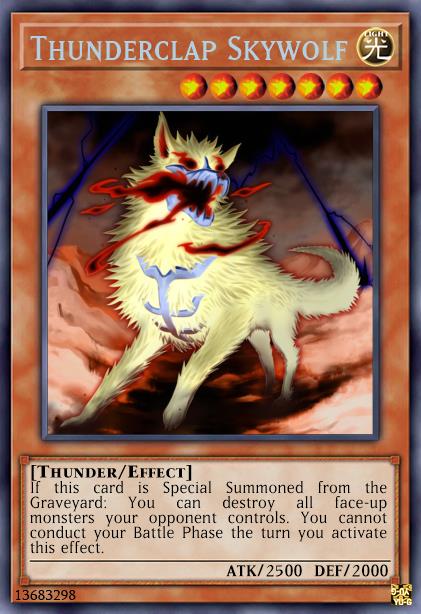 THUNDERCLAP SKYWOLF
LIGHT
光
[THUNDER/EFFECT]
If this card is Special Summoned from the
Graveyard: You can destroy all face-up
monsters your opponent controls. You cannot
conduct your Battle Phase the turn you activate
this effect.
ATK/2500 DEF/2000
13683298